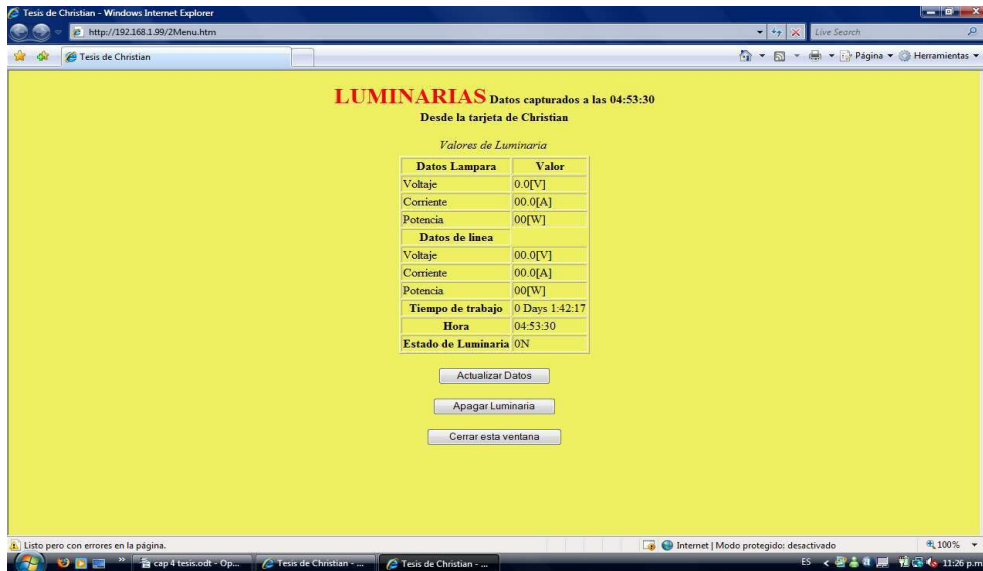 Tesis de Christian - Windows Internet Explorer
http://192.168.1.99/2Menu.htm
Live Search
Tesis de Christian
Página
Herramientas
LUMINARIAS Datos capturados a las 04:53:30
Desde la tarjeta de Christian
Valores de Luminaria
Datos Lampara Valor
Voltaje 0.0[V]
Corriente 00.0[A]
Potencia 00[W]
Datos de linea
Voltaje 00.0[V]
Corriente 00.0[A]
Potencia 00[W]
Tiempo de trabajo 0 Days 1:42:17
Hora 04:53:30
Estado de Luminaria 0N
Actualizar Datos
Apagar Luminaria
Cerrar esta ventana
Listo pero con errores en la página.
Internet | Modo protegido: desactivado
100%
cap 4 tesis.odt - Op...
Tesis de Christian - ...
Tesis de Christian - ...
ES
11:26 p.m